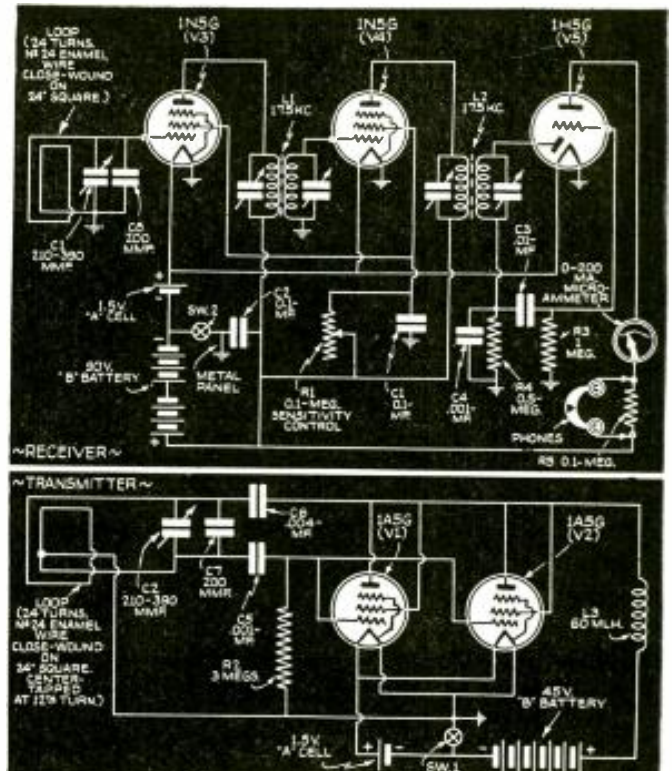 1N5G
(V3)
1N5G
(V4)
1H5G
(V5)
LOOP
(24 TURNS,
Nº 24 ENAMEL
WIRE
CLOSE-WOUND
ON
24" SQUARE.)
L1
175KC.
L2
175KC.
C1
210-390
MMF.
C6
200
MMF.
C3
.01-
MF.
0-200
MA.
MICRO-
AMMETER
1.5V.
"A" CELL
SW.2
C2
0.1-
MF.
90V.
"B" BATTERY
METAL
PANEL
R1
0.1-MEG.
SENSITIVITY
CONTROL
C1
0.1-
MF.
C4
.001-
MF.
R4
0.5-
MEG.
R3
1
MEG.
PHONES
R5 0.1-MEG.
~RECEIVER~
~TRANSMITTER~
C8
.004-
MF.
1A5G
(V1)
1A5G
(V2)
LOOP
(24 TURNS,
Nº 24 ENAMEL
WIRE
CLOSE-WOUND
ON
24" SQUARE.
CENTER-
TAPPED
AT 12TH TURN.)
C2
210-390
MMF.
C7
200
MMF.
C5
.001-
MF.
R2
3 MEGS.
L3
60 MLH.
1.5V.
"A" CELL
SW.1
45V.
"B" BATTERY
+
-
-
+